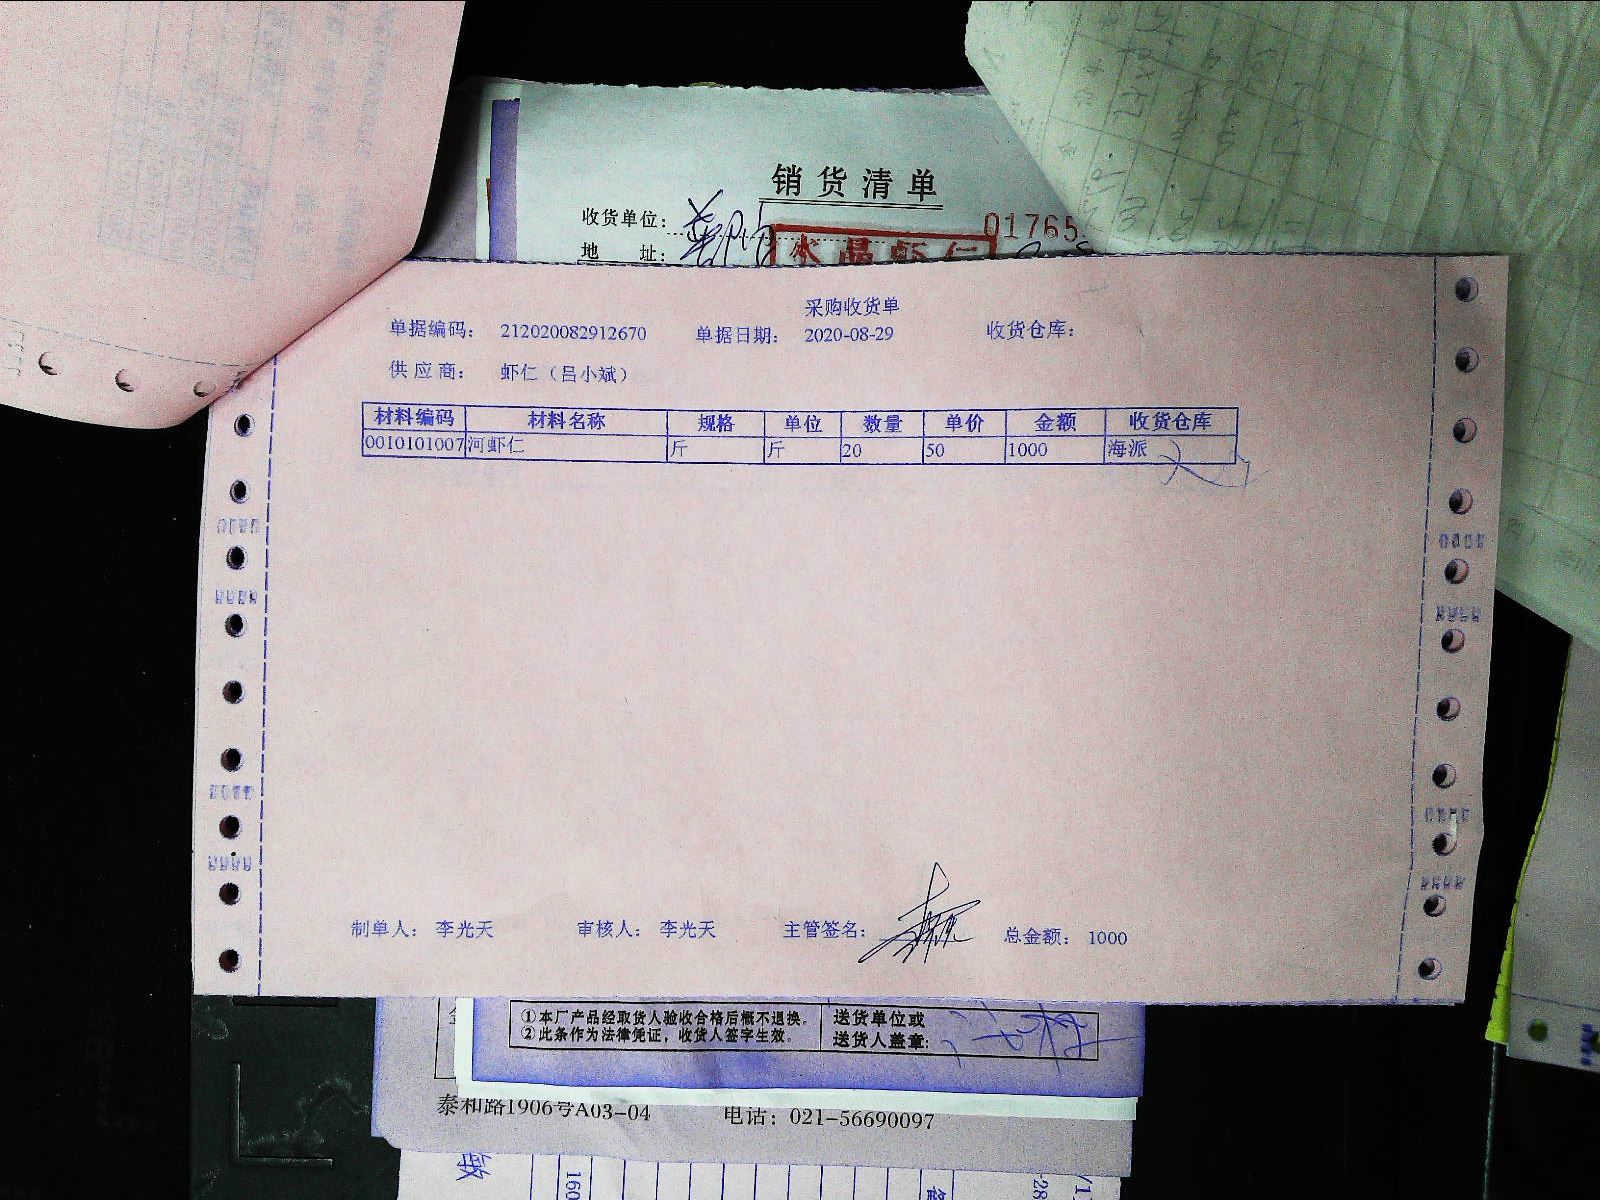 销货清单
收货单位：
01765
地 址：
水晶虾仁
采购收货单
单据编码： 212020082912670 单据日期： 2020-08-29 收货仓库：
供应商： 虾仁（吕小斌）
材料编码 材料名称 规格 单位 数量 单价 金额 收货仓库
0010101007 河虾仁 斤 斤 20 50 1000 海派
制单人： 李光天 审核人： 李光天 主管签名： 总金额： 1000
①本厂产品经取货人验收合格后概不退换。 送货单位或
②此条作为法律凭证，收货人签字生效。 送货人盖章：
泰和路1906号A03-04 电话：021-56690097
160